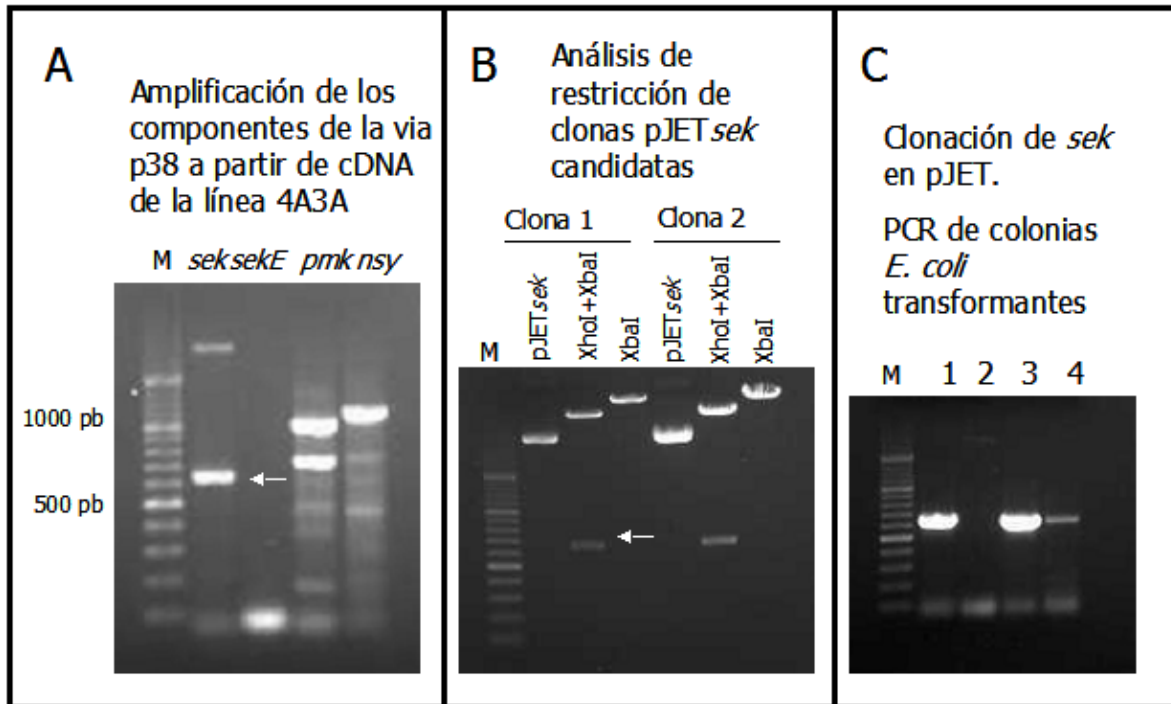 A
Amplificación de los
componentes de la via
p38 a partir de cDNA
de la línea 4A3A
M sek sekE pmk nsy
1000 pb
500 pb
B
Análisis de
restricción de
clonas pJETsek
candidatas
Clona 1 Clona 2
M pJETsek XhoI+XbaI XbaI pJETsek XhoI+XbaI XbaI
C
Clonación de sek
en pJET.
PCR de colonias
E. coli
transformantes
M 1 2 3 4